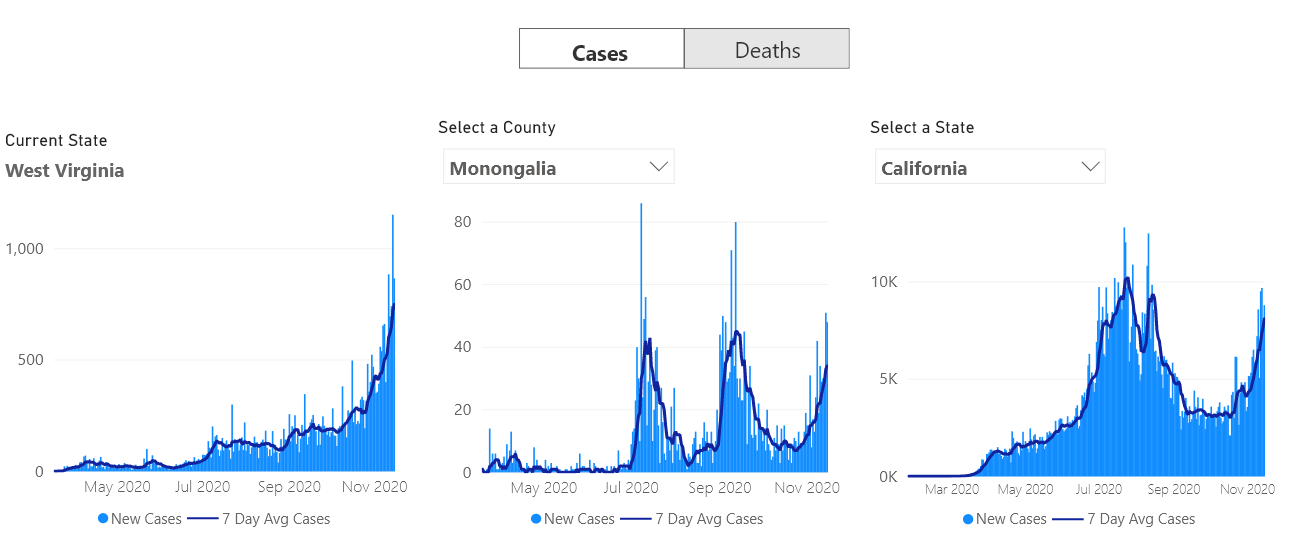 Cases Deaths
Current State
West Virginia
1,000
500
0
May 2020 Jul 2020 Sep 2020 Nov 2020
New Cases 7 Day Avg Cases
Select a County
Monongalia
80
60
40
20
0
May 2020 Jul 2020 Sep 2020 Nov 2020
New Cases 7 Day Avg Cases
Select a State
California
10K
5K
0K
Mar 2020 May 2020 Jul 2020 Sep 2020 Nov 2020
New Cases 7 Day Avg Cases